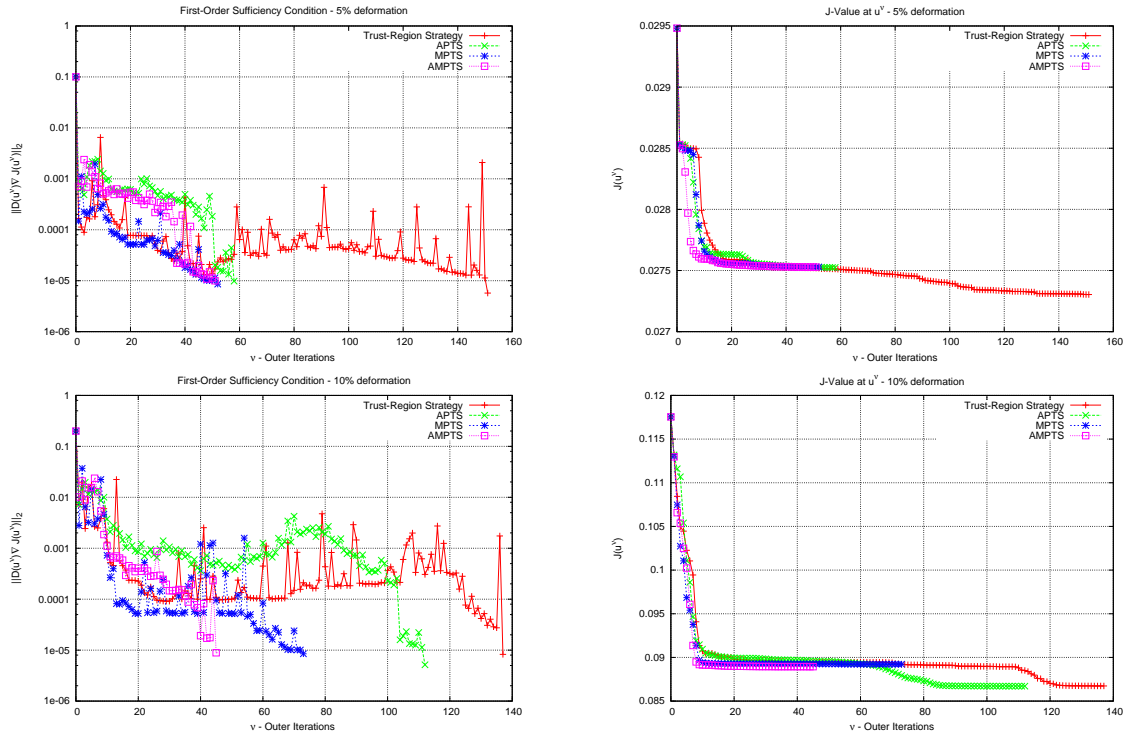 First-Order Sufficiency Condition - 5% deformation
1
0.1
0.01
0.001
0.0001
1e-05
1e-06
||D(u^ν)∇ J(u^ν)||_2
Trust-Region Strategy
APTS
MPTS
AMPTS
0 20 40 60 80 100 120 140 160
ν - Outer Iterations
J-Value at u^ν - 5% deformation
0.0295
0.029
0.0285
0.028
0.0275
0.027
J(u^ν)
Trust-Region Strategy
APTS
MPTS
AMPTS
0 20 40 60 80 100 120 140 160
ν - Outer Iterations
First-Order Sufficiency Condition - 10% deformation
1
0.1
0.01
0.001
0.0001
1e-05
1e-06
||D(u^ν)∇ J(u^ν)||_2
Trust-Region Strategy
APTS
MPTS
AMPTS
0 20 40 60 80 100 120 140
ν - Outer Iterations
J-Value at u^ν - 10% deformation
0.12
0.115
0.11
0.105
0.1
0.095
0.09
0.085
J(u^ν)
Trust-Region Strategy
APTS
MPTS
AMPTS
0 20 40 60 80 100 120 140
ν - Outer Iterations